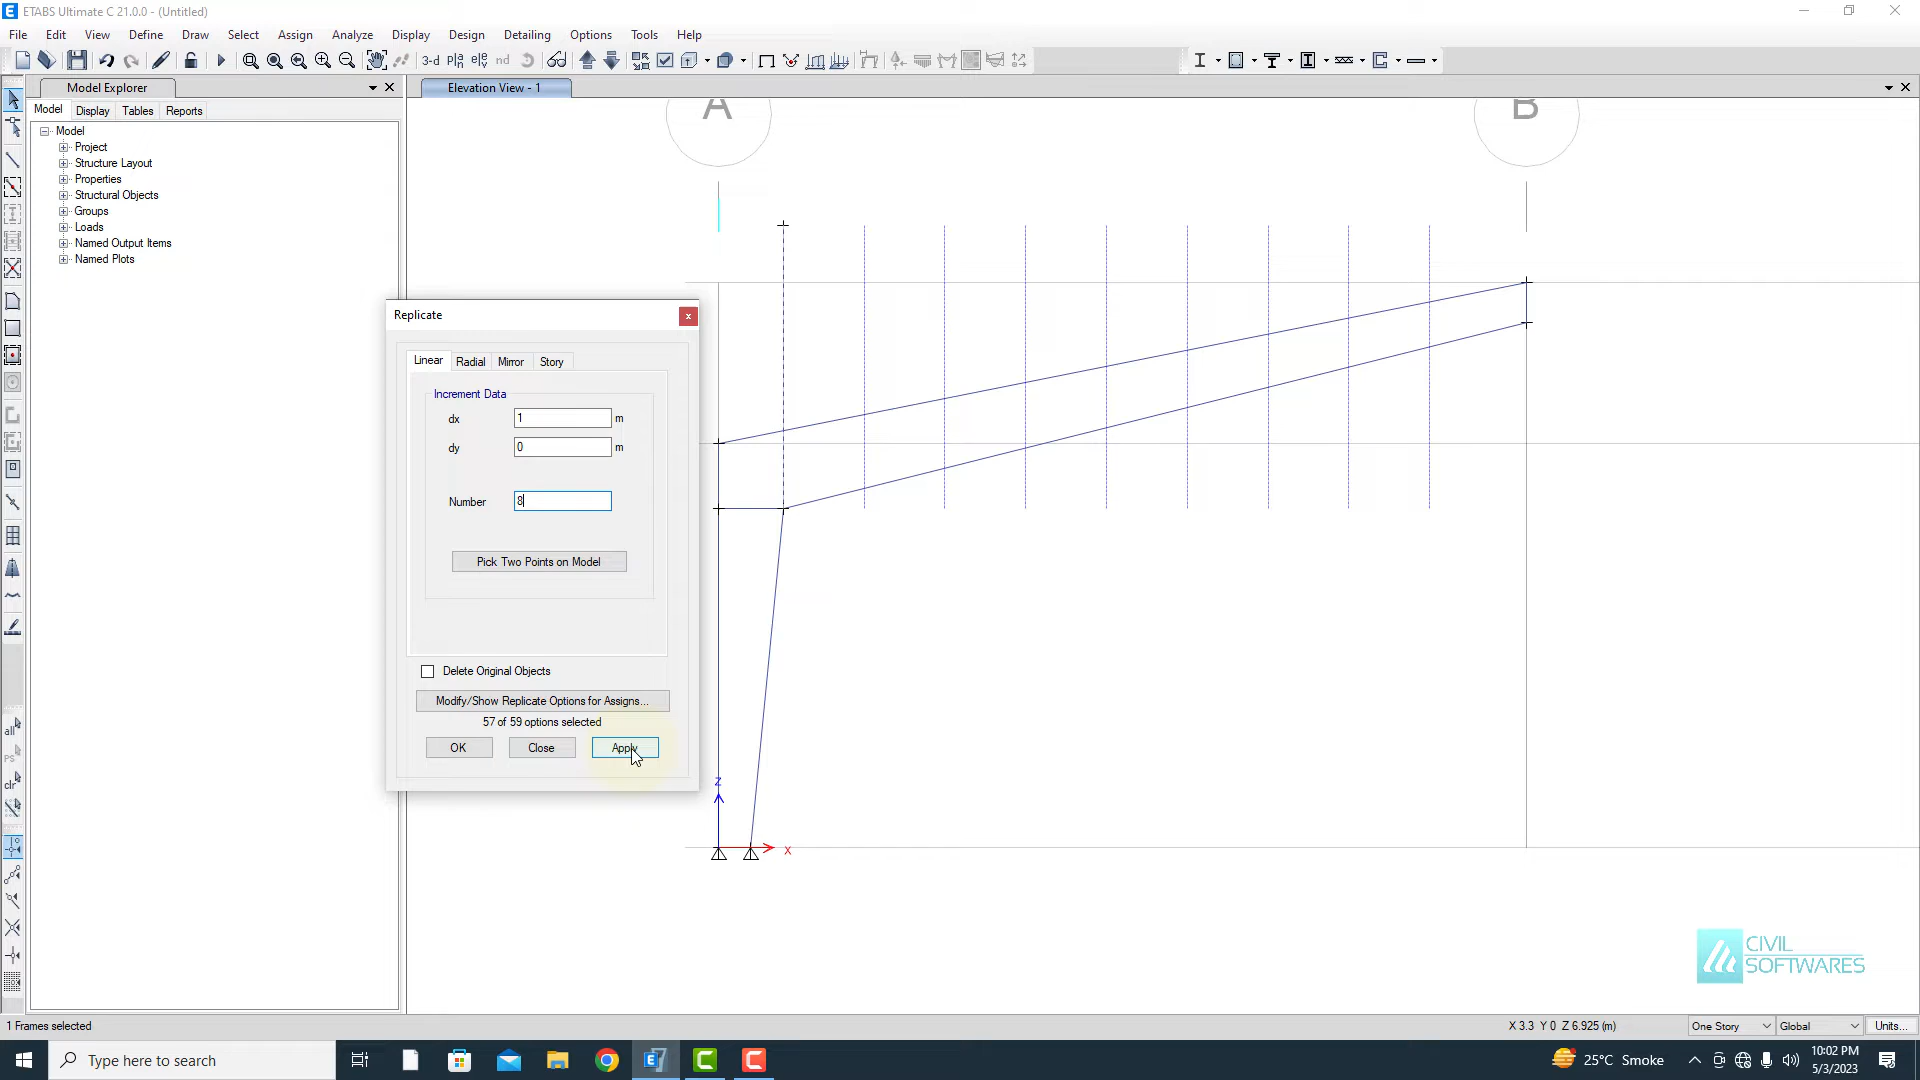 ETABS Ultimate C 21.0.0 - (Untitled)
File Edit View Define Draw Select Assign Analyze Display Design Detailing Options Tools Help
3-d nd
Model Explorer
Elevation View - 1
Model Display Tables Reports
Model
Project
Structure Layout
Properties
Structural Objects
Groups
Loads
Named Output Items
Named Plots
A
B
Replicate
Linear Radial Mirror Story
Increment Data
dx 1 m
dy 0 m
Number 8
Pick Two Points on Model
Delete Original Objects
Modify/Show Replicate Options for Assigns...
57 of 59 options selected
OK Close Apply
Z
X
CIVIL
SOFTWARES
all
clr
1 Frames selected
X 3.3 Y 0 Z 6.925 (m)
One Story
Global
Units...
Type here to search
25°C Smoke
10:02 PM
5/3/2023